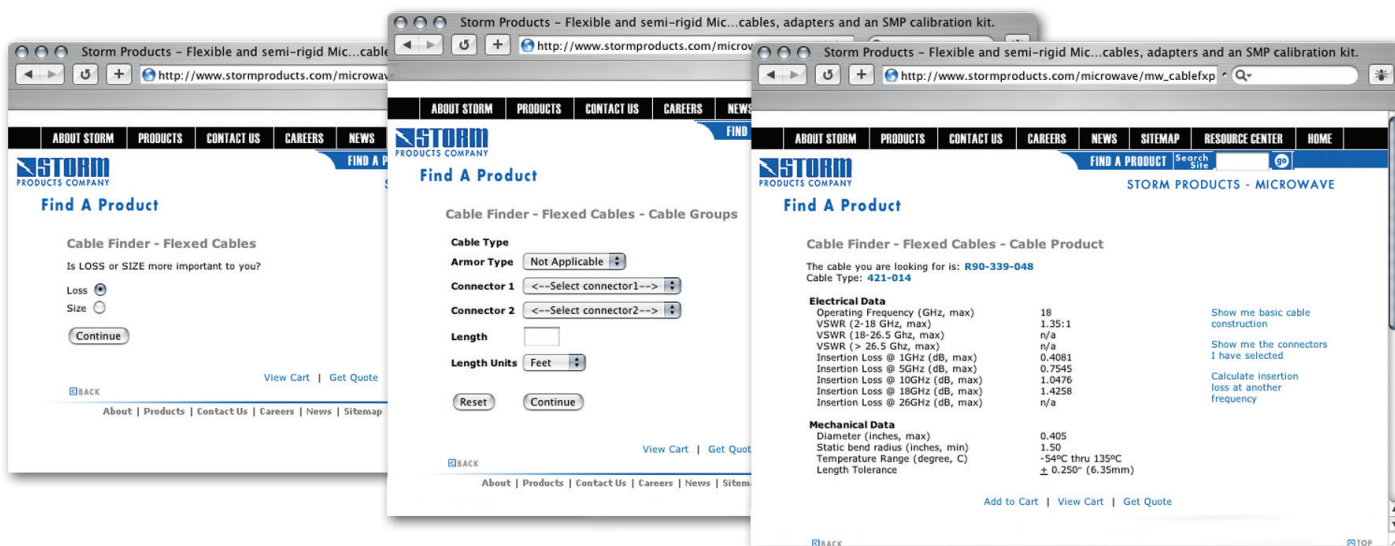 Storm Products – Flexible and semi-rigid Mic...cable
http://www.stormproducts.com/microwav
ABOUT STORM PRODUCTS CONTACT US CAREERS NEWS
STORM
PRODUCTS COMPANY
FIND A P
Find A Product
Cable Finder - Flexed Cables
Is LOSS or SIZE more important to you?
Loss
Size
Continue
View Cart | Get Quote
BACK
About | Products | Contact Us | Careers | News | Sitemap
Storm Products – Flexible and semi-rigid Mic...cables, adapters and an SMP calibration kit.
http://www.stormproducts.com/microw
ABOUT STORM PRODUCTS CONTACT US CAREERS NEWS
STORM
PRODUCTS COMPANY
FIND
Find A Product
Cable Finder - Flexed Cables - Cable Groups
Cable Type
Armor Type Not Applicable
Connector 1 <--Select connector1-->
Connector 2 <--Select connector2-->
Length
Length Units Feet
Reset Continue
View Cart | Get Quot
BACK
About | Products | Contact Us | Careers | News | Sitem
Storm Products – Flexible and semi-rigid Mic...cables, adapters and an SMP calibration kit.
http://www.stormproducts.com/microwave/mw_cablefxp
ABOUT STORM PRODUCTS CONTACT US CAREERS NEWS SITEMAP RESOURCE CENTER HOME
STORM
PRODUCTS COMPANY
FIND A PRODUCT Search Site go
STORM PRODUCTS - MICROWAVE
Find A Product
Cable Finder - Flexed Cables - Cable Product
The cable you are looking for is: R90-339-048
Cable Type: 421-014
Electrical Data
Operating Frequency (GHz, max) 18
VSWR (2-18 GHz, max) 1.35:1
VSWR (18-26.5 Ghz, max) n/a
VSWR (> 26.5 Ghz, max) n/a
Insertion Loss @ 1GHz (dB, max) 0.4081
Insertion Loss @ 5GHz (dB, max) 0.7545
Insertion Loss @ 10GHz (dB, max) 1.0476
Insertion Loss @ 18GHz (dB, max) 1.4258
Insertion Loss @ 26GHz (dB, max) n/a
Show me basic cable
construction
Show me the connectors
I have selected
Calculate insertion
loss at another
frequency
Mechanical Data
Diameter (inches, max) 0.405
Static bend radius (inches, min) 1.50
Temperature Range (degree, C) -54ºC thru 135ºC
Length Tolerance ± 0.250" (6.35mm)
Add to Cart | View Cart | Get Quote
BACK
TOP